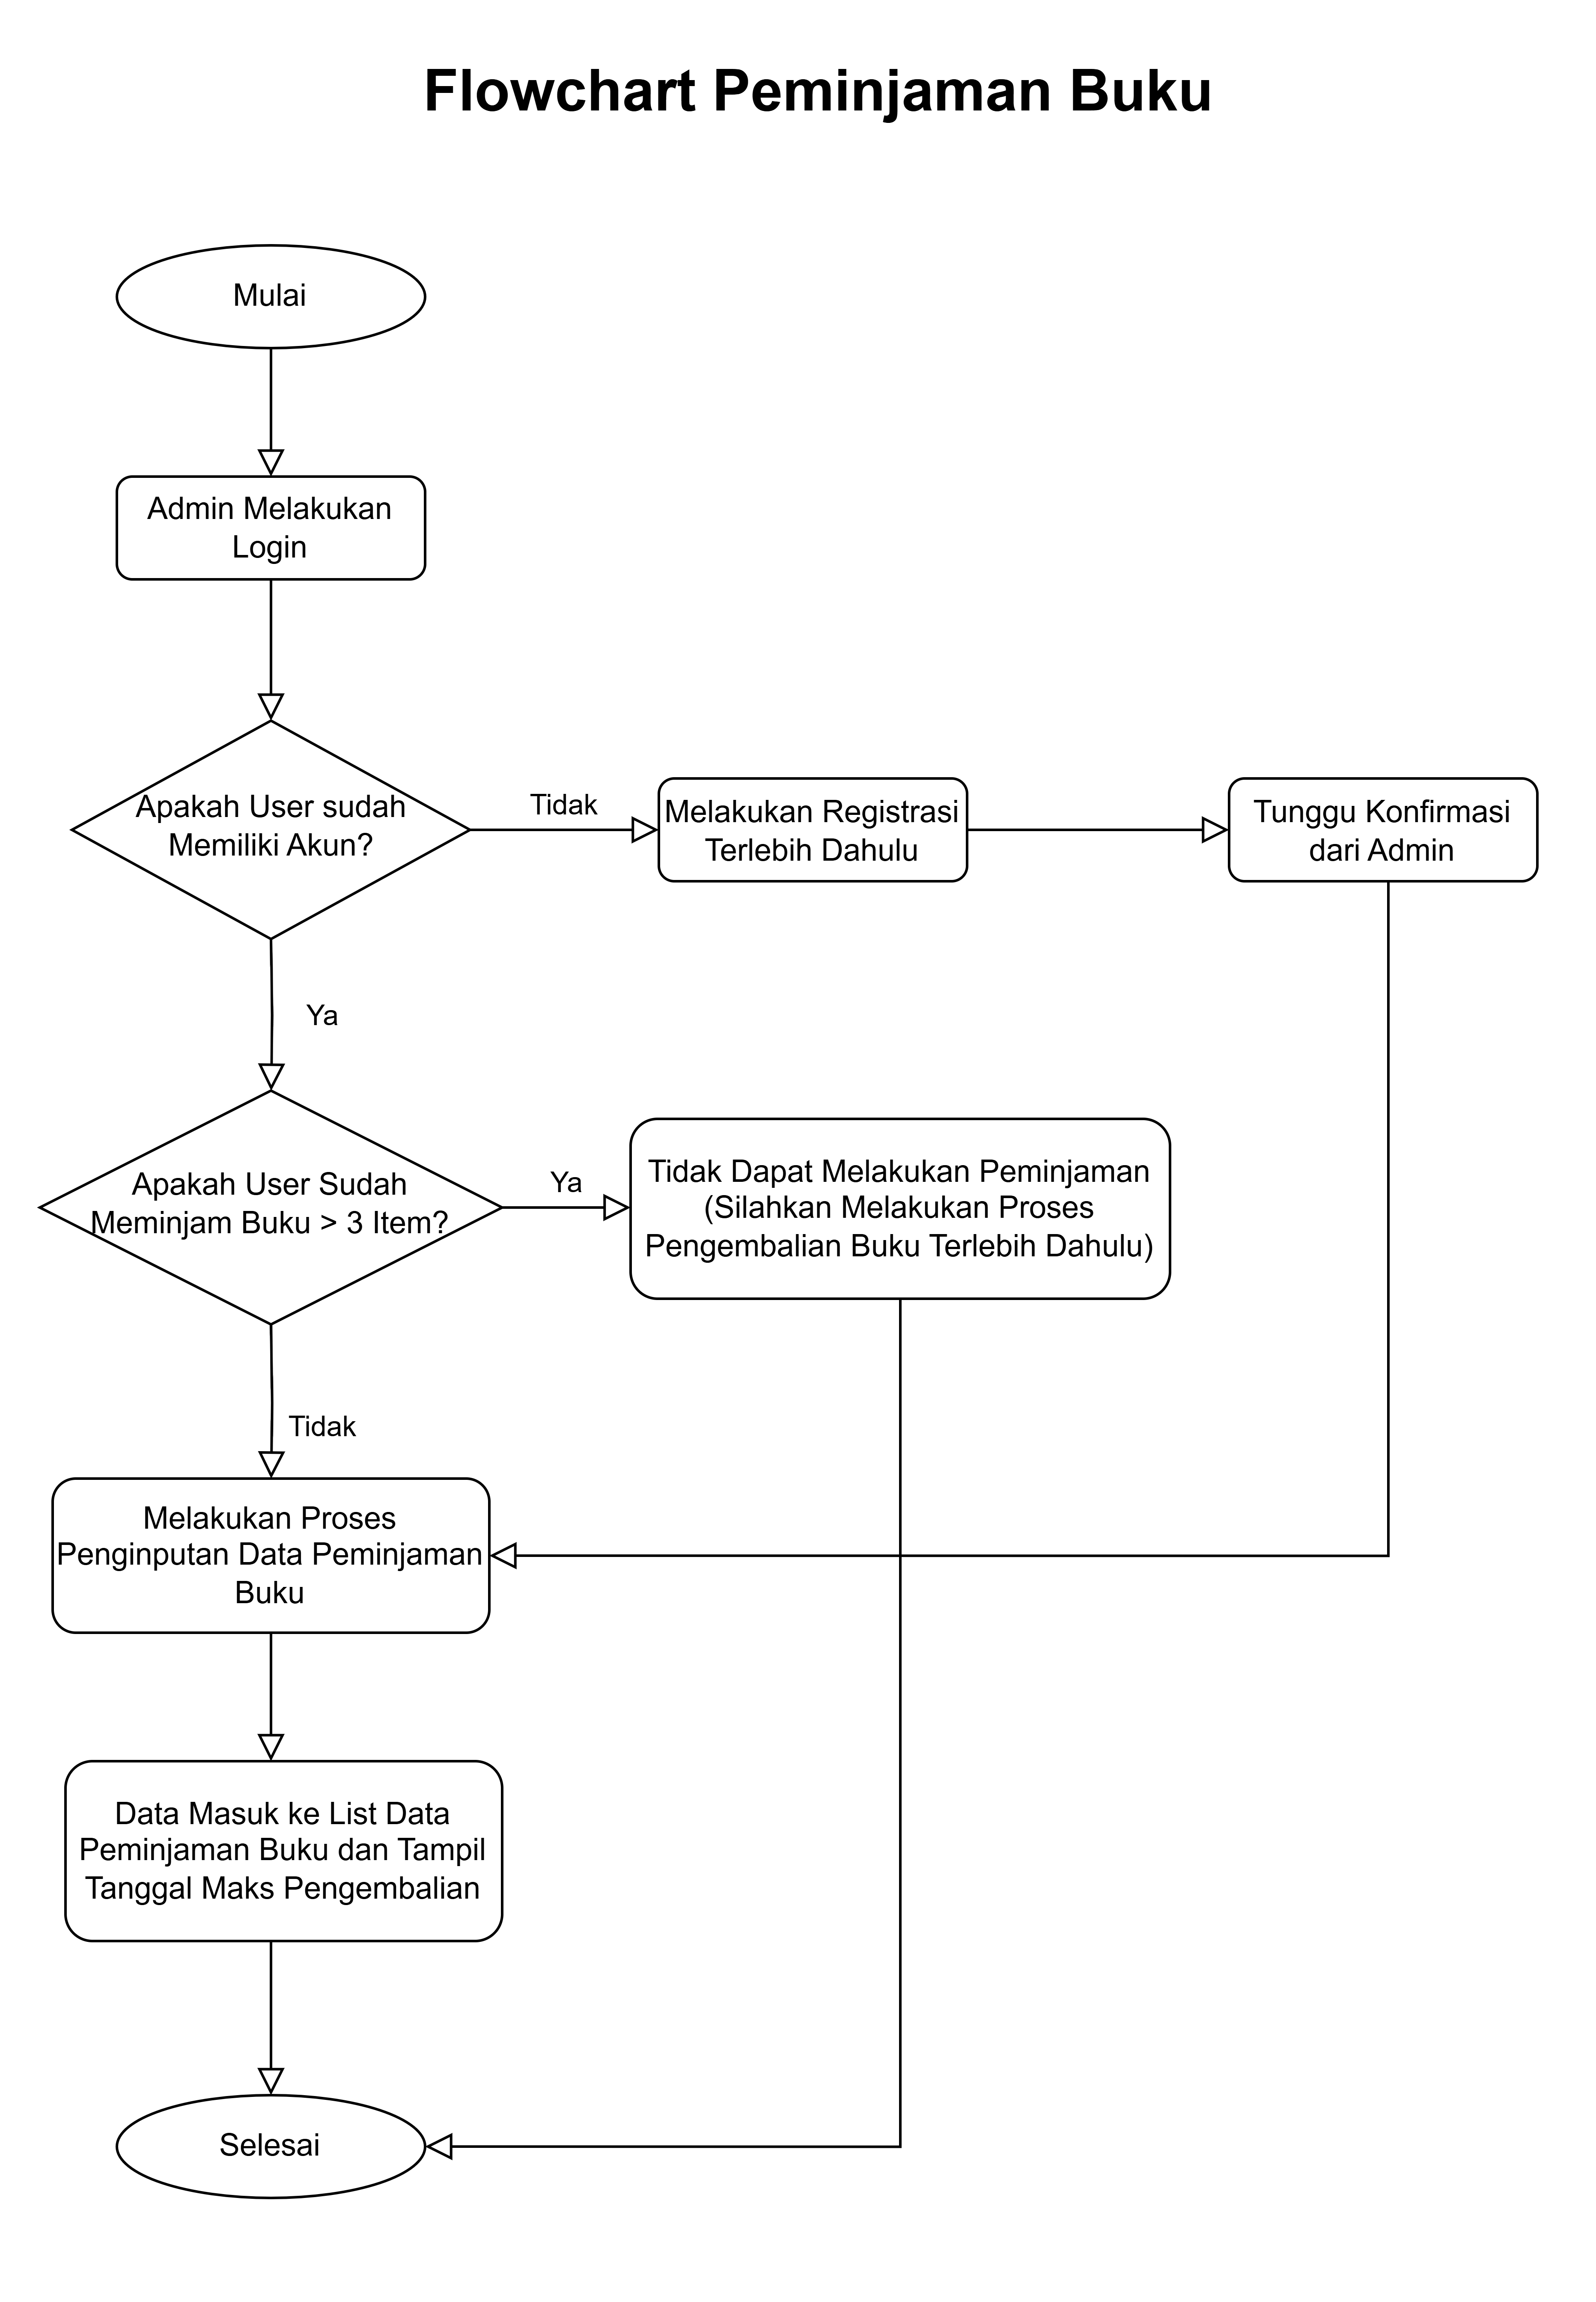 Flowchart Peminjaman Buku
Mulai
Admin Melakukan
Login
Apakah User sudah
Memiliki Akun?
Tidak
Melakukan Registrasi
Terlebih Dahulu
Tunggu Konfirmasi
dari Admin
Ya
Apakah User Sudah
Meminjam Buku > 3 Item?
Ya
Tidak Dapat Melakukan Peminjaman
(Silahkan Melakukan Proses
Pengembalian Buku Terlebih Dahulu)
Tidak
Melakukan Proses
Penginputan Data Peminjaman
Buku
Data Masuk ke List Data
Peminjaman Buku dan Tampil
Tanggal Maks Pengembalian
Selesai